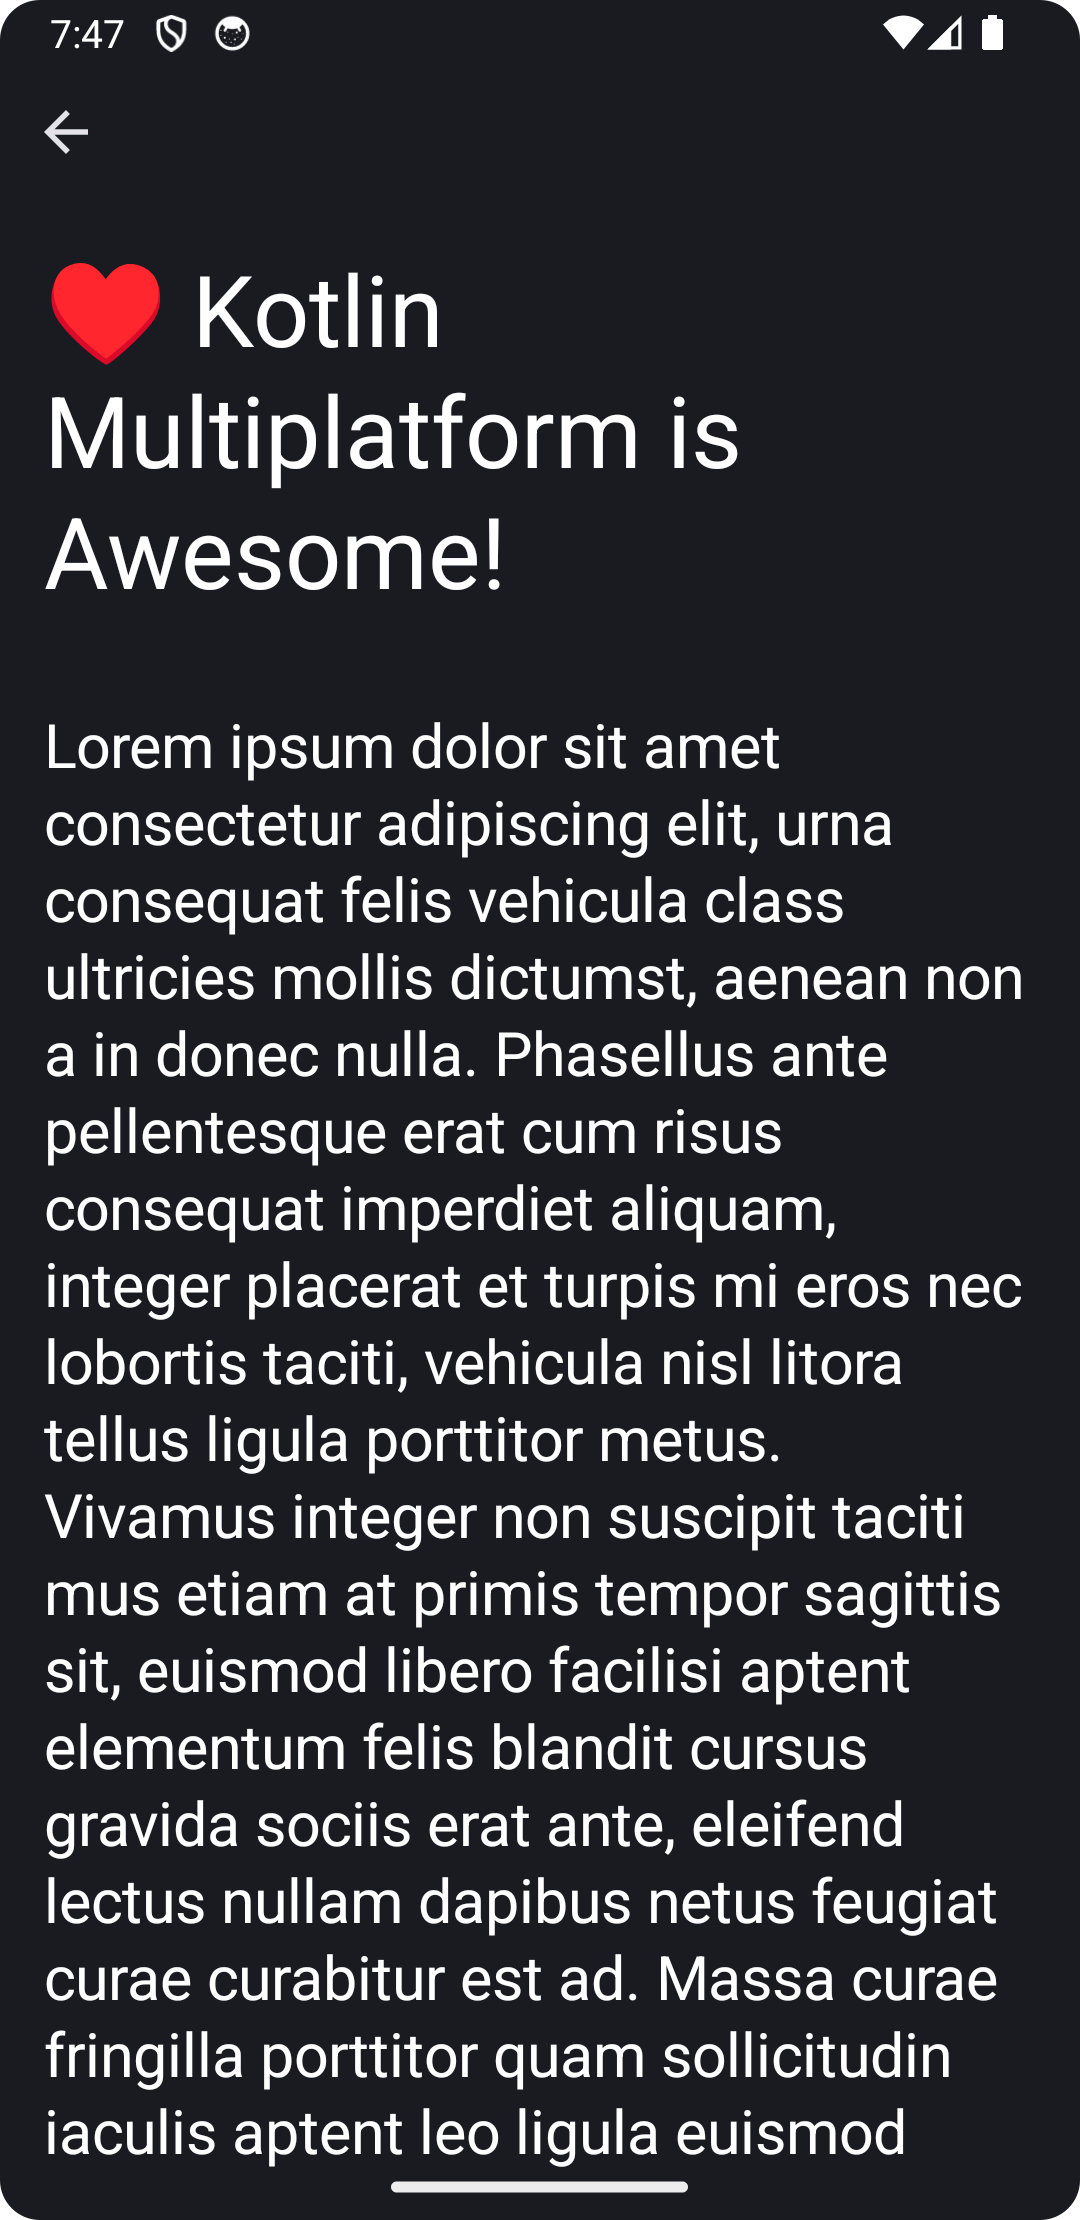 7:47
❤️ Kotlin
Multiplatform is
Awesome!
Lorem ipsum dolor sit amet
consectetur adipiscing elit, urna
consequat felis vehicula class
ultricies mollis dictumst, aenean non
a in donec nulla. Phasellus ante
pellentesque erat cum risus
consequat imperdiet aliquam,
integer placerat et turpis mi eros nec
lobortis taciti, vehicula nisl litora
tellus ligula porttitor metus.
Vivamus integer non suscipit taciti
mus etiam at primis tempor sagittis
sit, euismod libero facilisi aptent
elementum felis blandit cursus
gravida sociis erat ante, eleifend
lectus nullam dapibus netus feugiat
curae curabitur est ad. Massa curae
fringilla porttitor quam sollicitudin
iaculis aptent leo ligula euismod